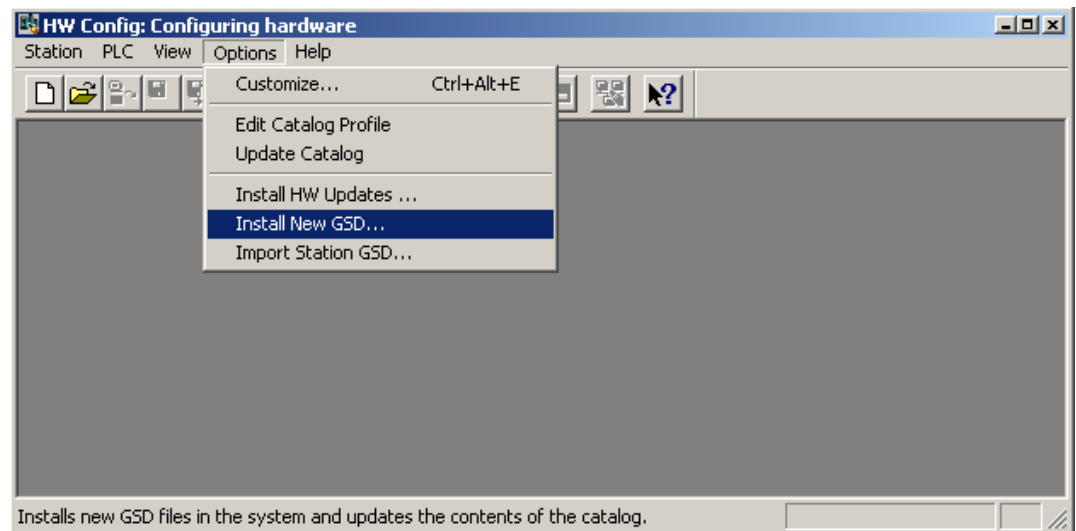 HW Config: Configuring hardware
Station PLC View Options Help
Customize... Ctrl+Alt+E
Edit Catalog Profile
Update Catalog
Install HW Updates ...
Install New GSD...
Import Station GSD...
Installs new GSD files in the system and updates the contents of the catalog.